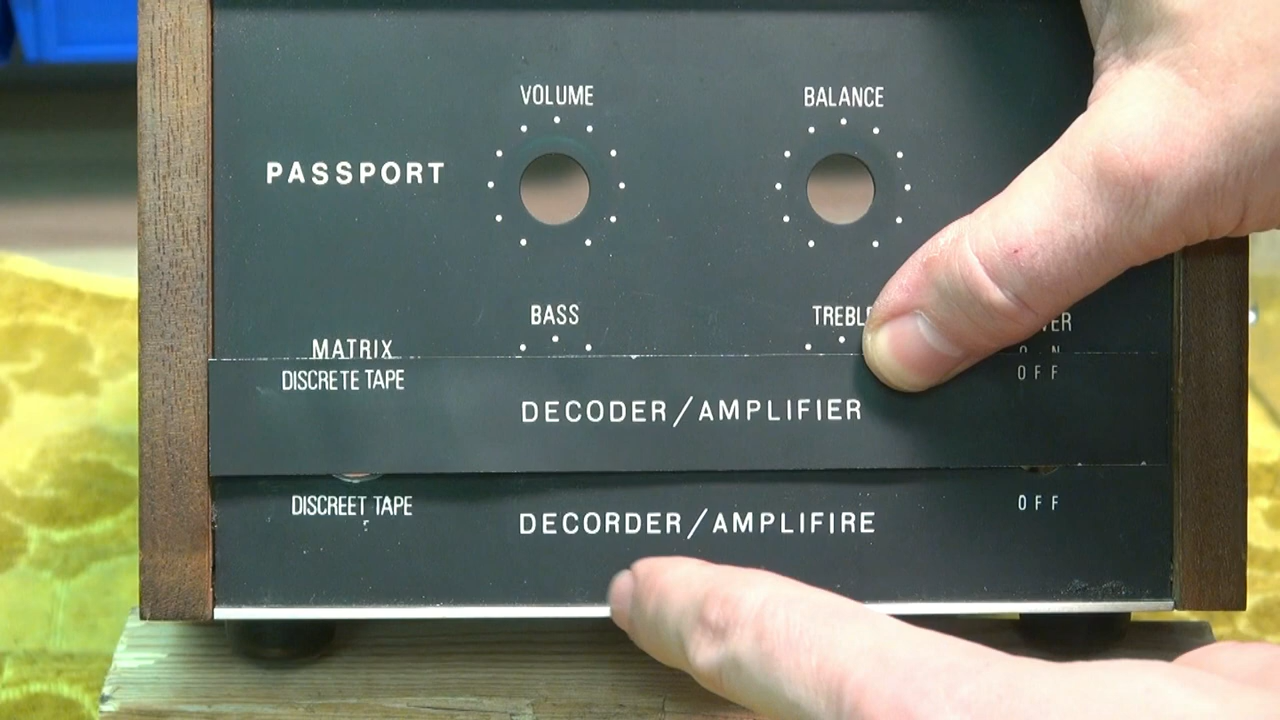 VOLUME
BALANCE
PASSPORT
BASS
MATRIX
DISCRETE TAPE
OFF
DECODER/AMPLIFIER
DISCREET TAPE
OFF
DECORDER/AMPLIFIRE